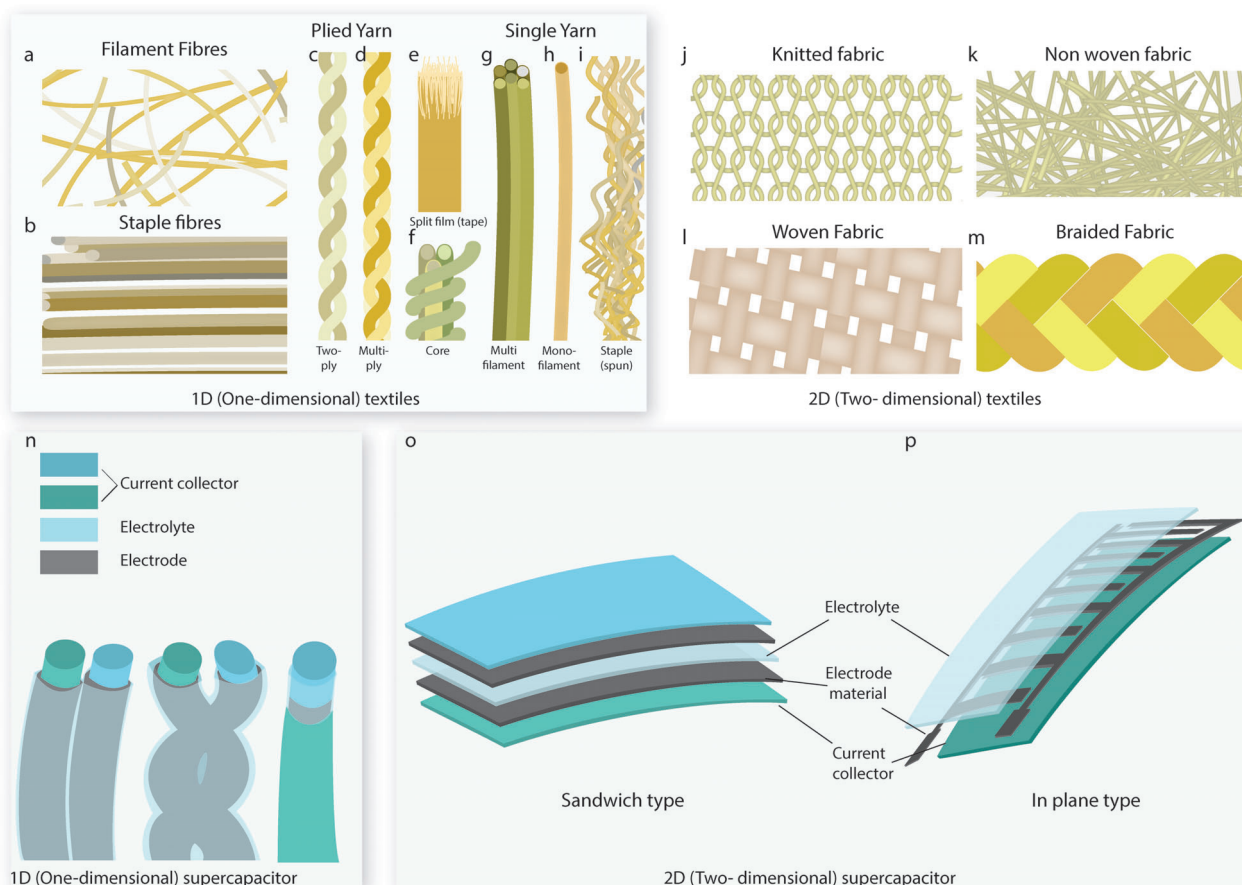 a
Filament Fibres
b
Staple fibres
Plied Yarn
c
d
Two-
ply
Multi-
ply
Single Yarn
e
Split film (tape)
f
Core
g
Multi
filament
h
Mono-
filament
i
Staple
(spun)
1D (One-dimensional) textiles
j
Knitted fabric
k
Non woven fabric
l
Woven Fabric
m
Braided Fabric
2D (Two- dimensional) textiles
n
Current collector
Electrolyte
Electrode
1D (One-dimensional) supercapacitor
o
p
Electrolyte
Electrode
material
Current
collector
Sandwich type
In plane type
2D (Two- dimensional) supercapacitor